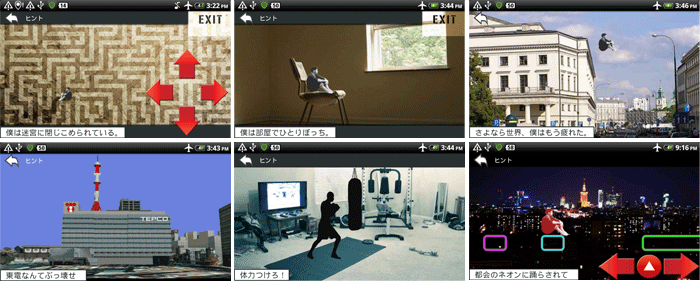 14 3:22 PM
ヒント
EXIT
僕は迷宮に閉じこめられている。
50 3:44 PM
ヒント
EXIT
僕は部屋でひとりぼっち。
50 3:46 PM
さよなら世界、僕はもう疲れた。
50 3:43 PM
ヒント
TEPCO
東電なんてぶっ壊せ
50 3:44 PM
ヒント
体力つけろ!
50 9:16 PM
ヒント
都会のネオンに踊らされて